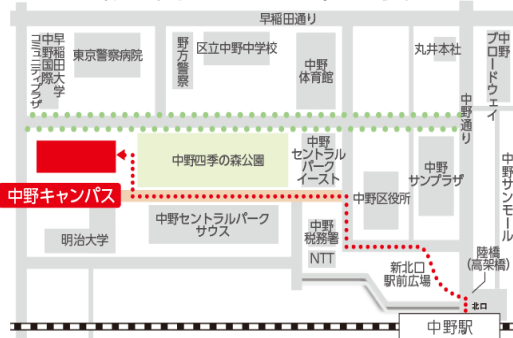 早稲田通り
早稲田大学
中野国際
コミュニティプラザ
東京警察病院
野方警察
区立中野中学校
中野
体育館
丸井本社
中野
ブロードウェイ
中野通り
中野サンモール
中野四季の森公園
中野
セントラル
パーク
イースト
中野
サンプラザ
中野区役所
中野キャンパス
中野セントラルパーク
サウス
明治大学
中野
税務署
NTT
新北口
駅前広場
陸橋
(高架橋)
北口
中野駅